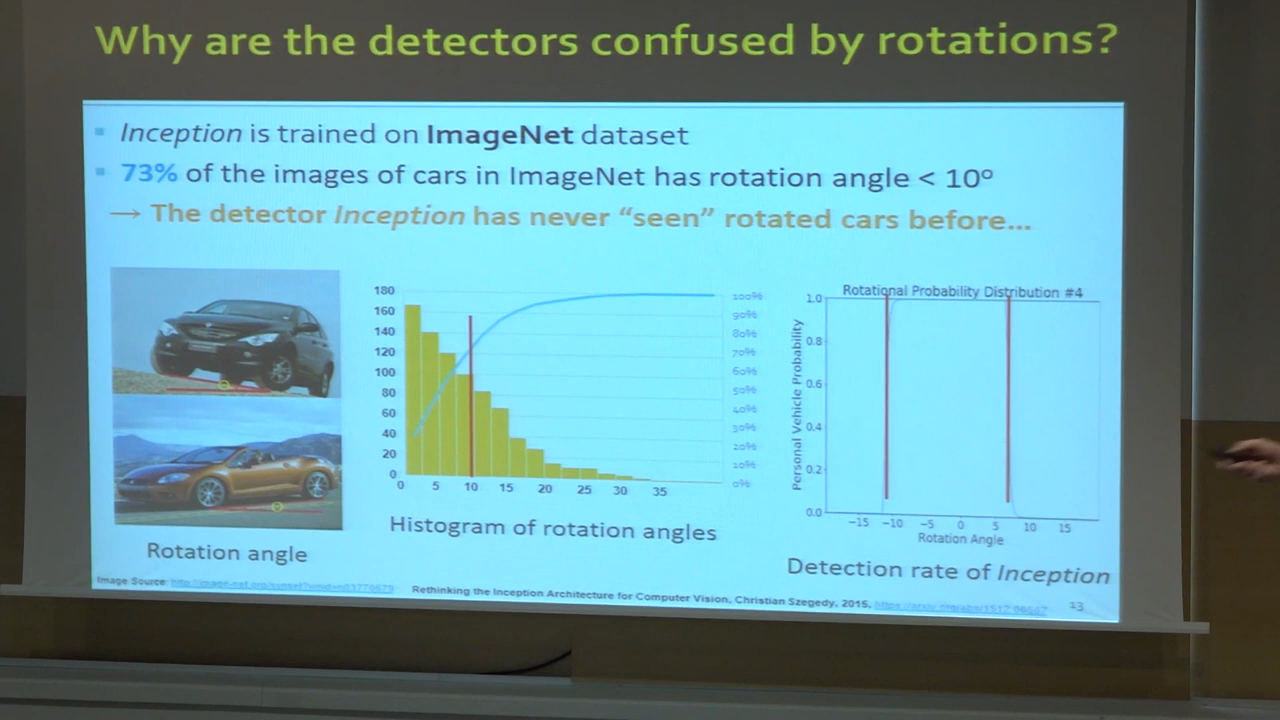 Why are the detectors confused by rotations?
Inception is trained on ImageNet dataset
73% of the images of cars in ImageNet has rotation angle < 10º
→ The detector Inception has never “seen” rotated cars before...
Rotation angle
180
160
140
120
100
80
60
40
20
0
0 5 10 15 20 25 30 35
100%
90%
80%
70%
60%
50%
40%
30%
20%
10%
0%
Histogram of rotation angles
Rotational Probability Distribution #4
Personal Vehicle Probability
1.0
0.8
0.6
0.4
0.2
0.0
−15 −10 −5 0 5 10 15
Rotation Angle
Detection rate of Inception
Image Source:
Rethinking the Inception Architecture for Computer Vision, Christian Szegedy, 2015,
13